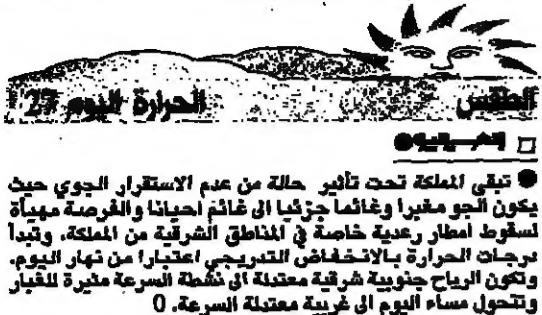 الطقس
الحرارة اليوم 27
● تبقى المملكة تحت تأثير حالة من عدم الاستقرار الجوي حيث
يكون الجو مغبرا وغائما جزئيا الى غائم احيانا والفرصة مهيأة
لسقوط امطار رعدية خاصة في المناطق الشرقية من المملكة. وتبدأ
درجات الحرارة بالانخفاض التدريجي اعتبارا من نهار اليوم.
وتكون الرياح جنوبية شرقية معتدلة الى نشطة السرعة مثيرة للغبار
وتتحول مساء اليوم الى غربية معتدلة السرعة. 0